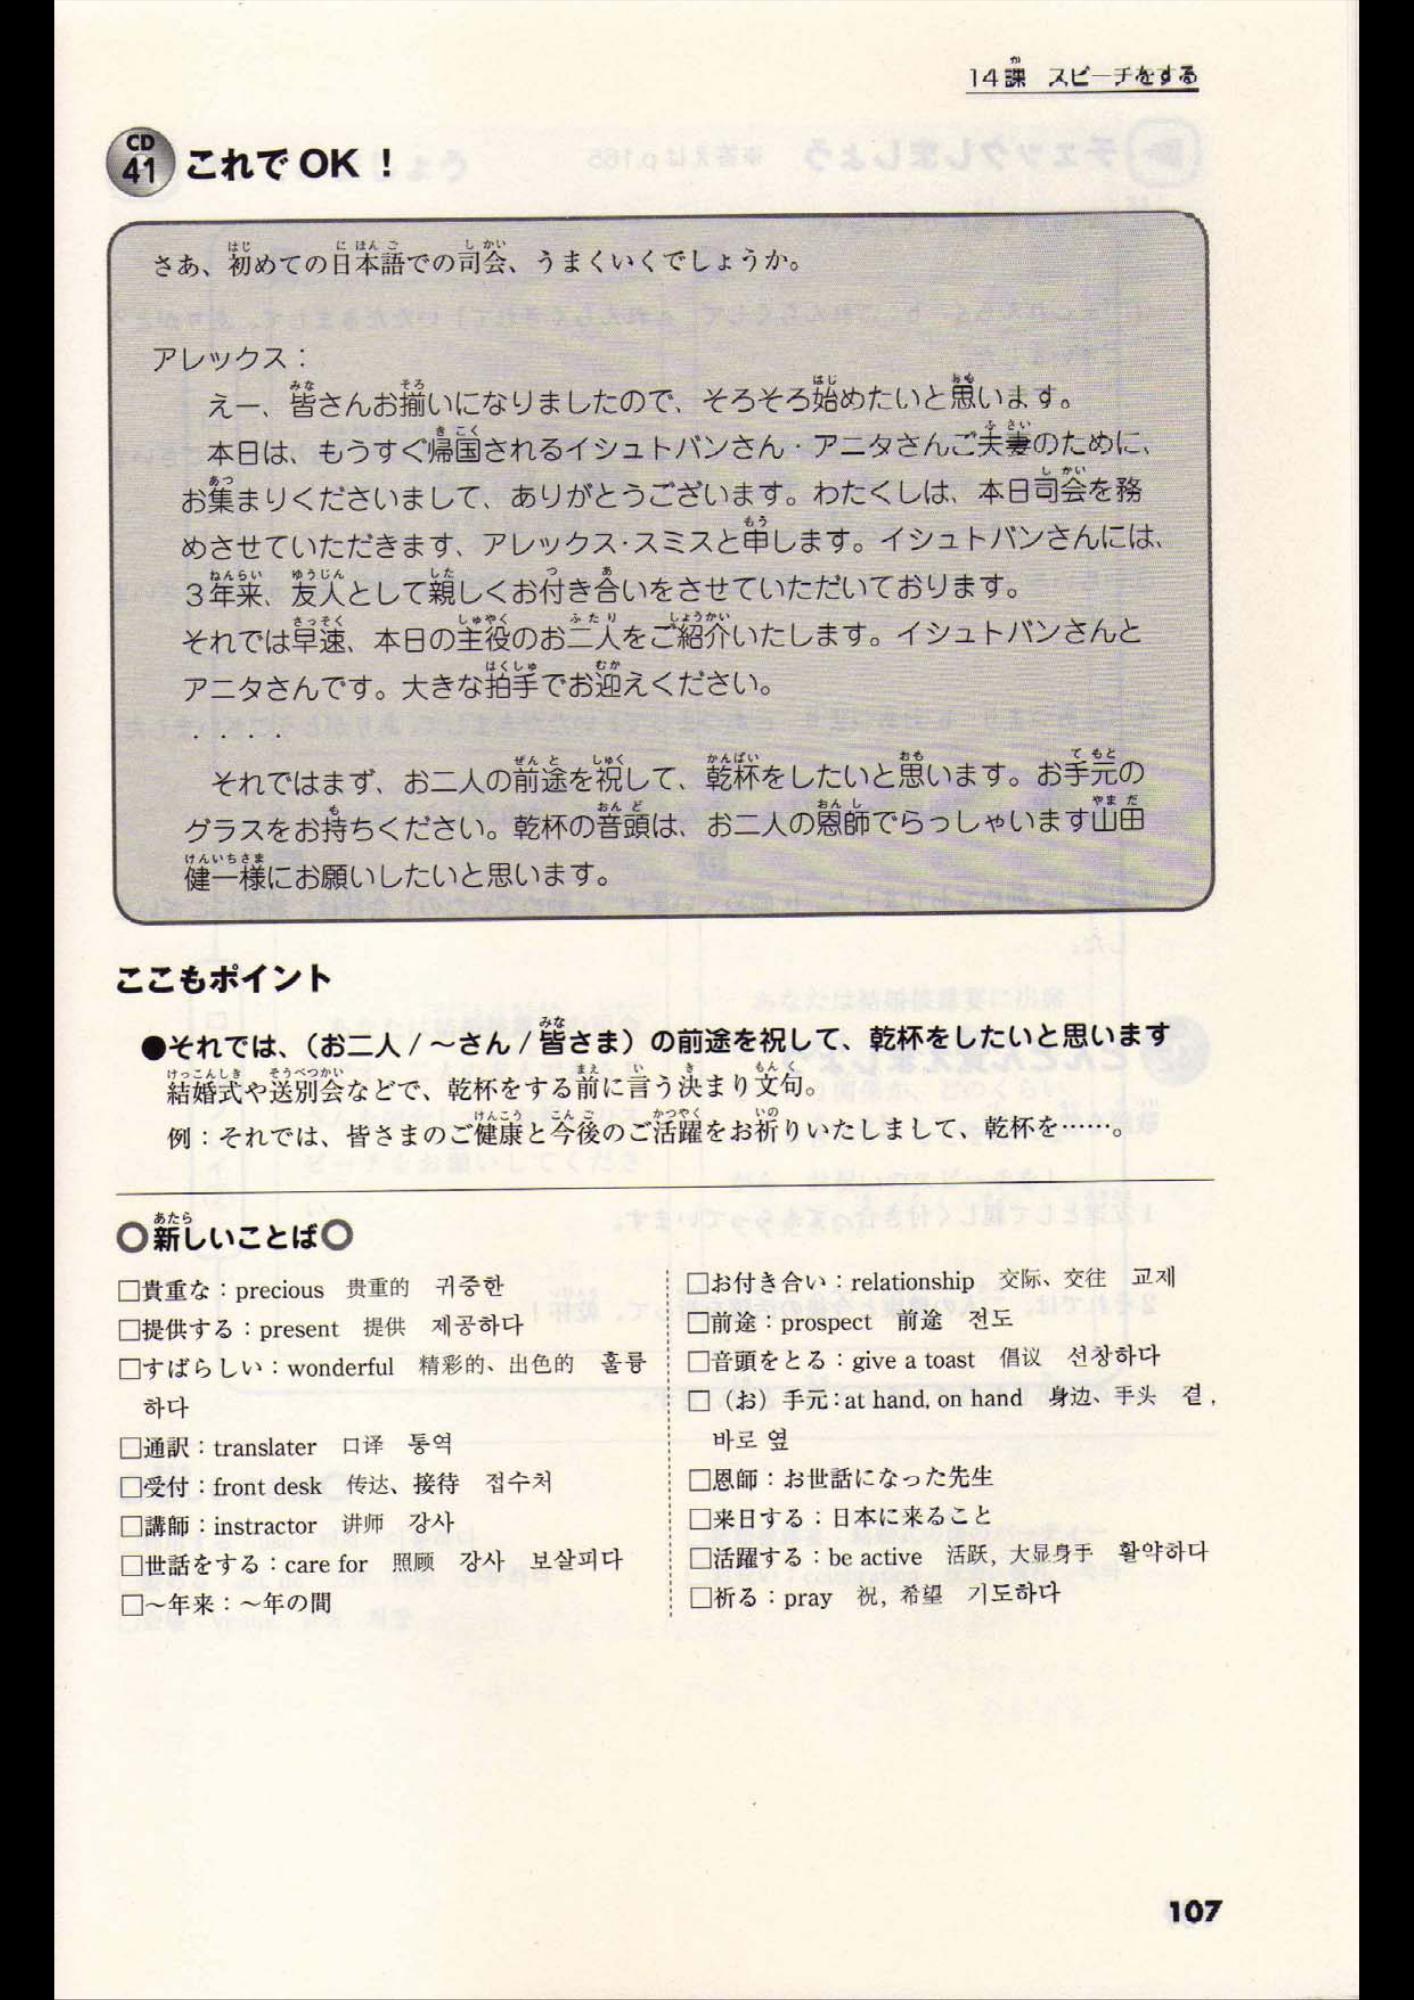 14課 スピーチをする
CD 41 これでOK！
さあ、初めての日本語での司会、うまくいくでしょうか。
アレックス：
えー、皆さんお揃いになりましたので、そろそろ始めたいと思います。
本日は、もうすぐ帰国されるイシュトバンさん・アニタさんご夫妻のために、
お集まりくださいまして、ありがとうございます。わたくしは、本日司会を務
めさせていただきます、アレックス・スミスと申します。イシュトバンさんには、
３年来、友人として親しくお付き合いをさせていただいております。
それでは早速、本日の主役のお二人をご紹介いたします。イシュトバンさんと
アニタさんです。大きな拍手でお迎えください。
・・・・
それではまず、お二人の前途を祝して、乾杯をしたいと思います。お手元の
グラスをお持ちください。乾杯の音頭は、お二人の恩師でらっしゃいます山田
健一様にお願いしたいと思います。
ここもポイント
●それでは、（お二人 / ～さん / 皆さま）の前途を祝して、乾杯をしたいと思います
結婚式や送別会などで、乾杯をする前に言う決まり文句。
例：それでは、皆さまのご健康と今後のご活躍をお祈りいたしまして、乾杯を……。
○新しいことば○
□貴重な：precious 贵重的 귀중한
□提供する：present 提供 제공하다
□すばらしい：wonderful 精彩的、出色的 훌륭
하다
□通訳：translater 口译 통역
□受付：front desk 传达、接待 접수처
□講師：instractor 讲师 강사
□世話をする：care for 照顾 강사 보살피다
□～年来：～年の間
□お付き合い：relationship 交际、交往 교제
□前途：prospect 前途 전도
□音頭をとる：give a toast 倡议 선창하다
□（お）手元：at hand, on hand 身边、手头 곁,
바로 옆
□恩師：お世話になった先生
□来日する：日本に来ること
□活躍する：be active 活跃, 大显身手 활약하다
□祈る：pray 祝, 希望 기도하다
107